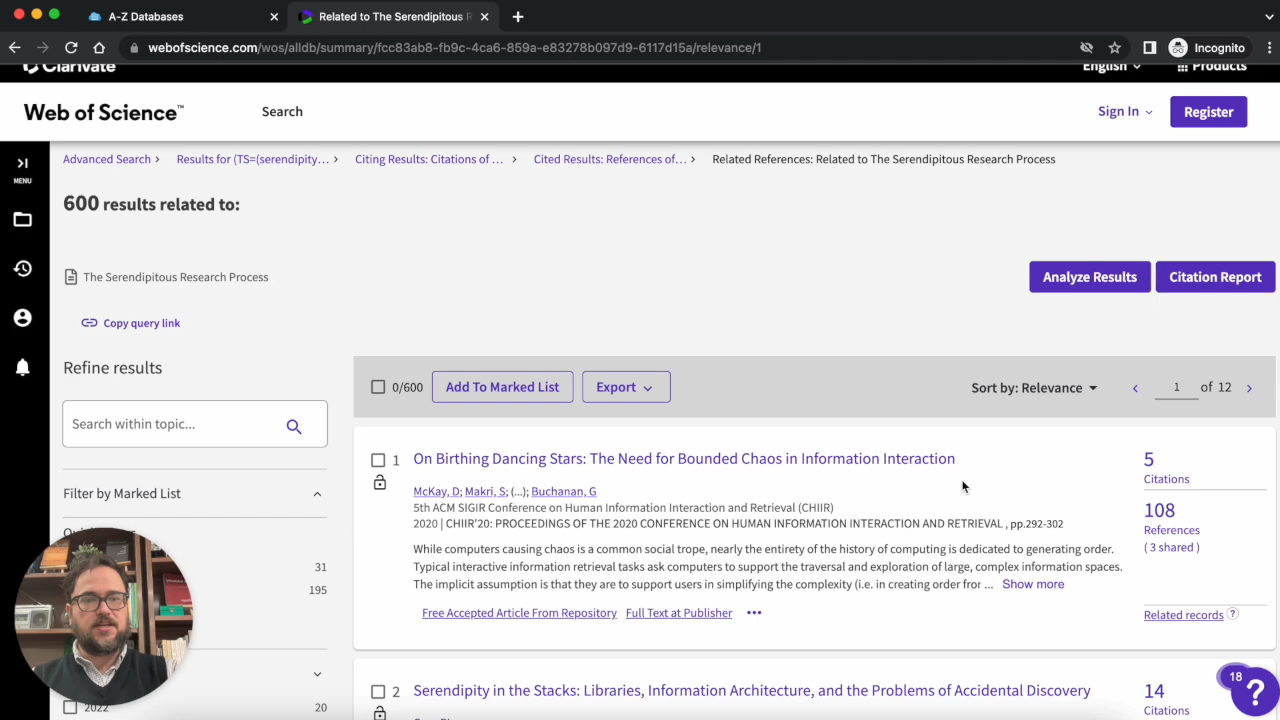 A-Z Databases
Related to The Serendipitous R
webofscience.com/wos/alldb/summary/fcc83ab8-fb9c-4ca6-859a-e83278b097d9-6117d15a/relevance/1
Incognito
Clarivate
English
Products
Web of Science™
Search
Sign In
Register
MENU
Advanced Search > Results for (TS=(serendipity... > Citing Results: Citations of ... > Cited Results: References of... > Related References: Related to The Serendipitous Research Process
600 results related to:
The Serendipitous Research Process
Analyze Results
Citation Report
Copy query link
Refine results
Search within topic...
Filter by Marked List
31
195
2022
20
0/600
Add To Marked List
Export
Sort by: Relevance
1 of 12
1
On Birthing Dancing Stars: The Need for Bounded Chaos in Information Interaction
McKay, D; Makri, S; (...); Buchanan, G
5th ACM SIGIR Conference on Human Information Interaction and Retrieval (CHIIR)
2020 | CHIIR'20: PROCEEDINGS OF THE 2020 CONFERENCE ON HUMAN INFORMATION INTERACTION AND RETRIEVAL , pp.292-302
While computers causing chaos is a common social trope, nearly the entirety of the history of computing is dedicated to generating order.
Typical interactive information retrieval tasks ask computers to support the traversal and exploration of large, complex information spaces.
The implicit assumption is that they are to support users in simplifying the complexity (i.e. in creating order fror ... Show more
Free Accepted Article From Repository
Full Text at Publisher
5
Citations
108
References
( 3 shared )
Related records ?
2
Serendipity in the Stacks: Libraries, Information Architecture, and the Problems of Accidental Discovery
14
Citations
18
?